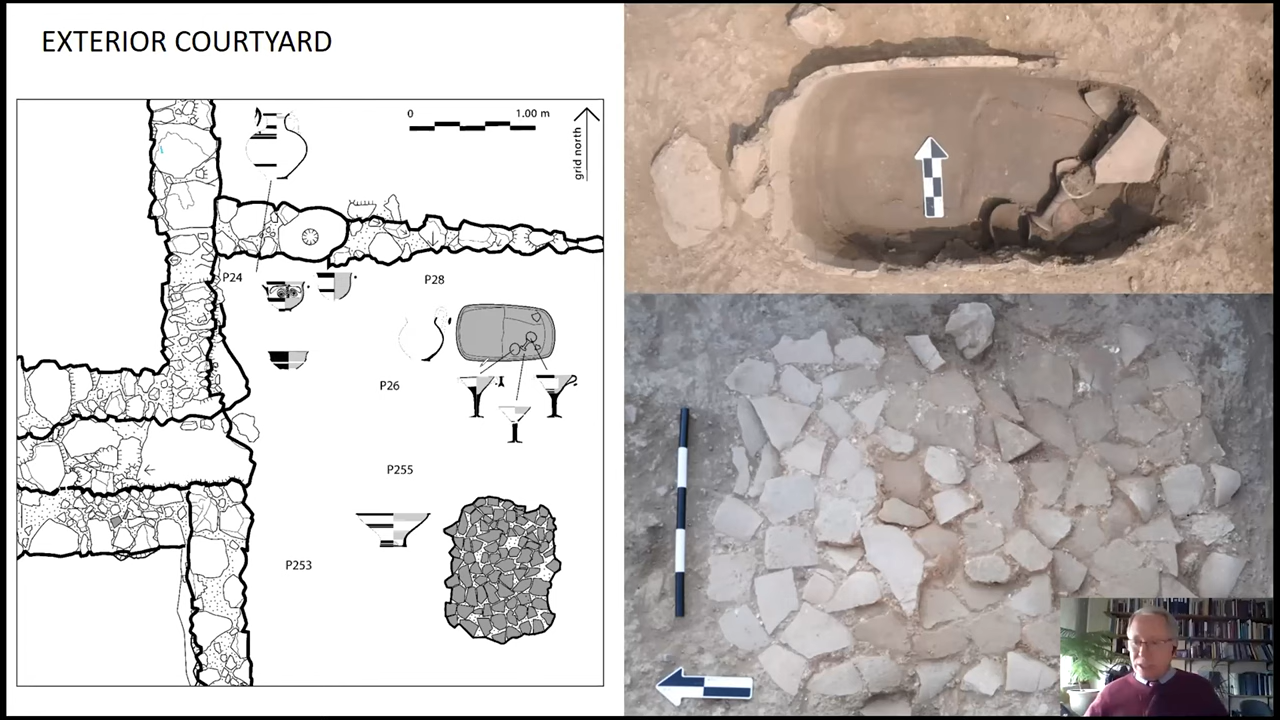 EXTERIOR COURTYARD
0 1.00 m
grid north
P24
P28
P26
P255
P253